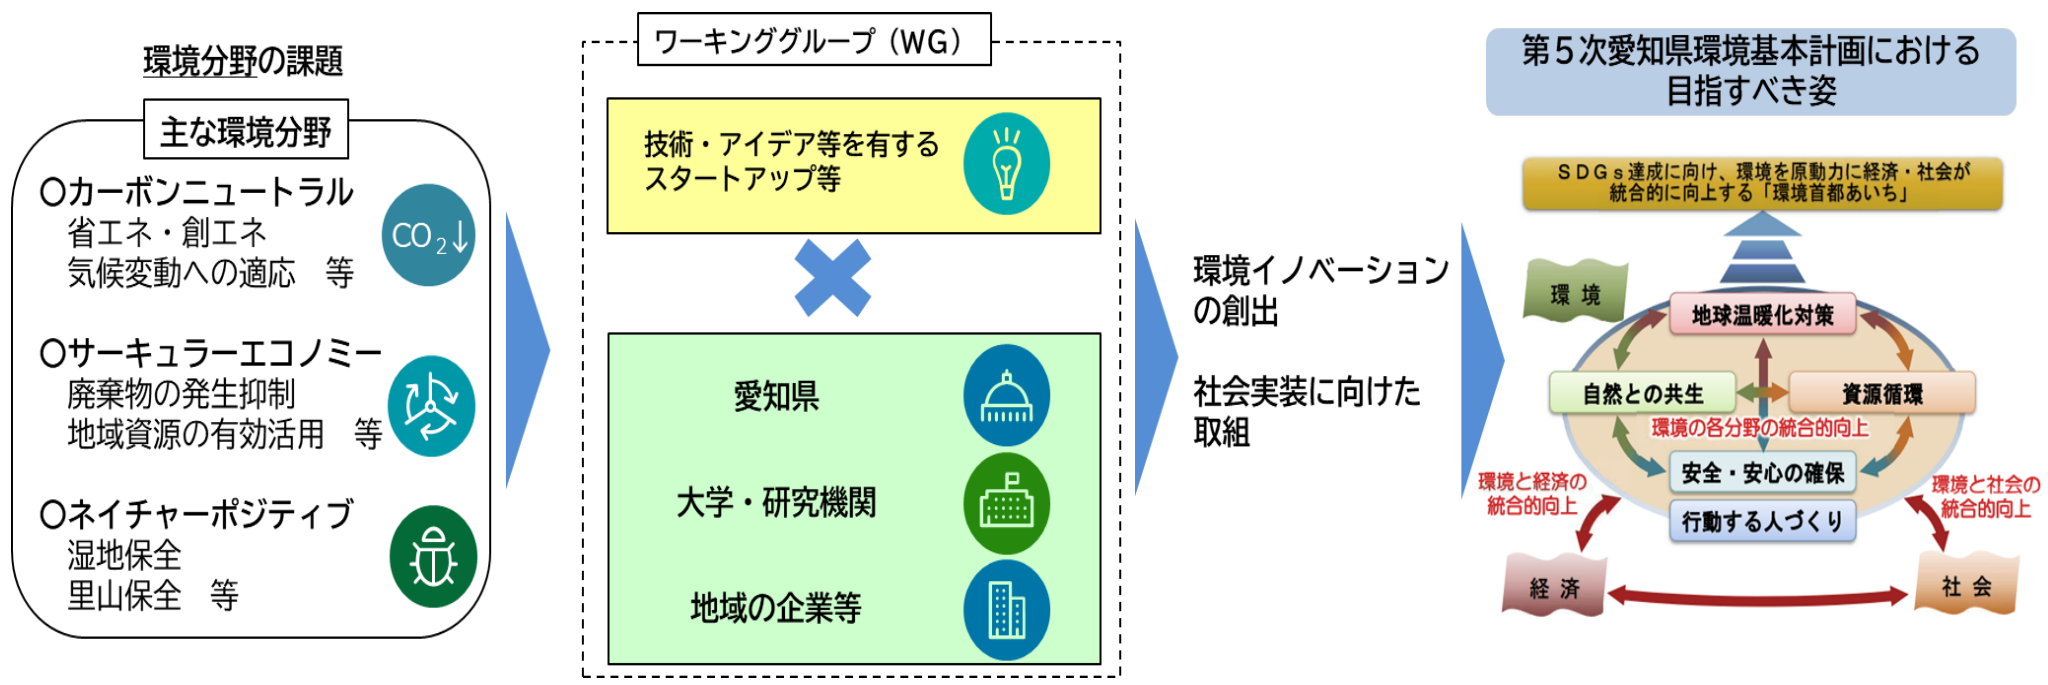 環境分野の課題
主な環境分野
〇カーボンニュートラル
省エネ・創エネ
気候変動への適応　等
CO2↓
〇サーキュラーエコノミー
廃棄物の発生抑制
地域資源の有効活用　等
〇ネイチャーポジティブ
湿地保全
里山保全　等
ワーキンググループ（WG）
技術・アイデア等を有する
スタートアップ等
愛知県
大学・研究機関
地域の企業等
環境イノベーション
の創出
社会実装に向けた
取組
第５次愛知県環境基本計画における
目指すべき姿
ＳＤＧｓ達成に向け、環境を原動力に経済・社会が
統合的に向上する「環境首都あいち」
環 境
地球温暖化対策
自然との共生
資源循環
環境の各分野の統合的向上
安全・安心の確保
行動する人づくり
環境と経済の
統合的向上
環境と社会の
統合的向上
経 済
社 会